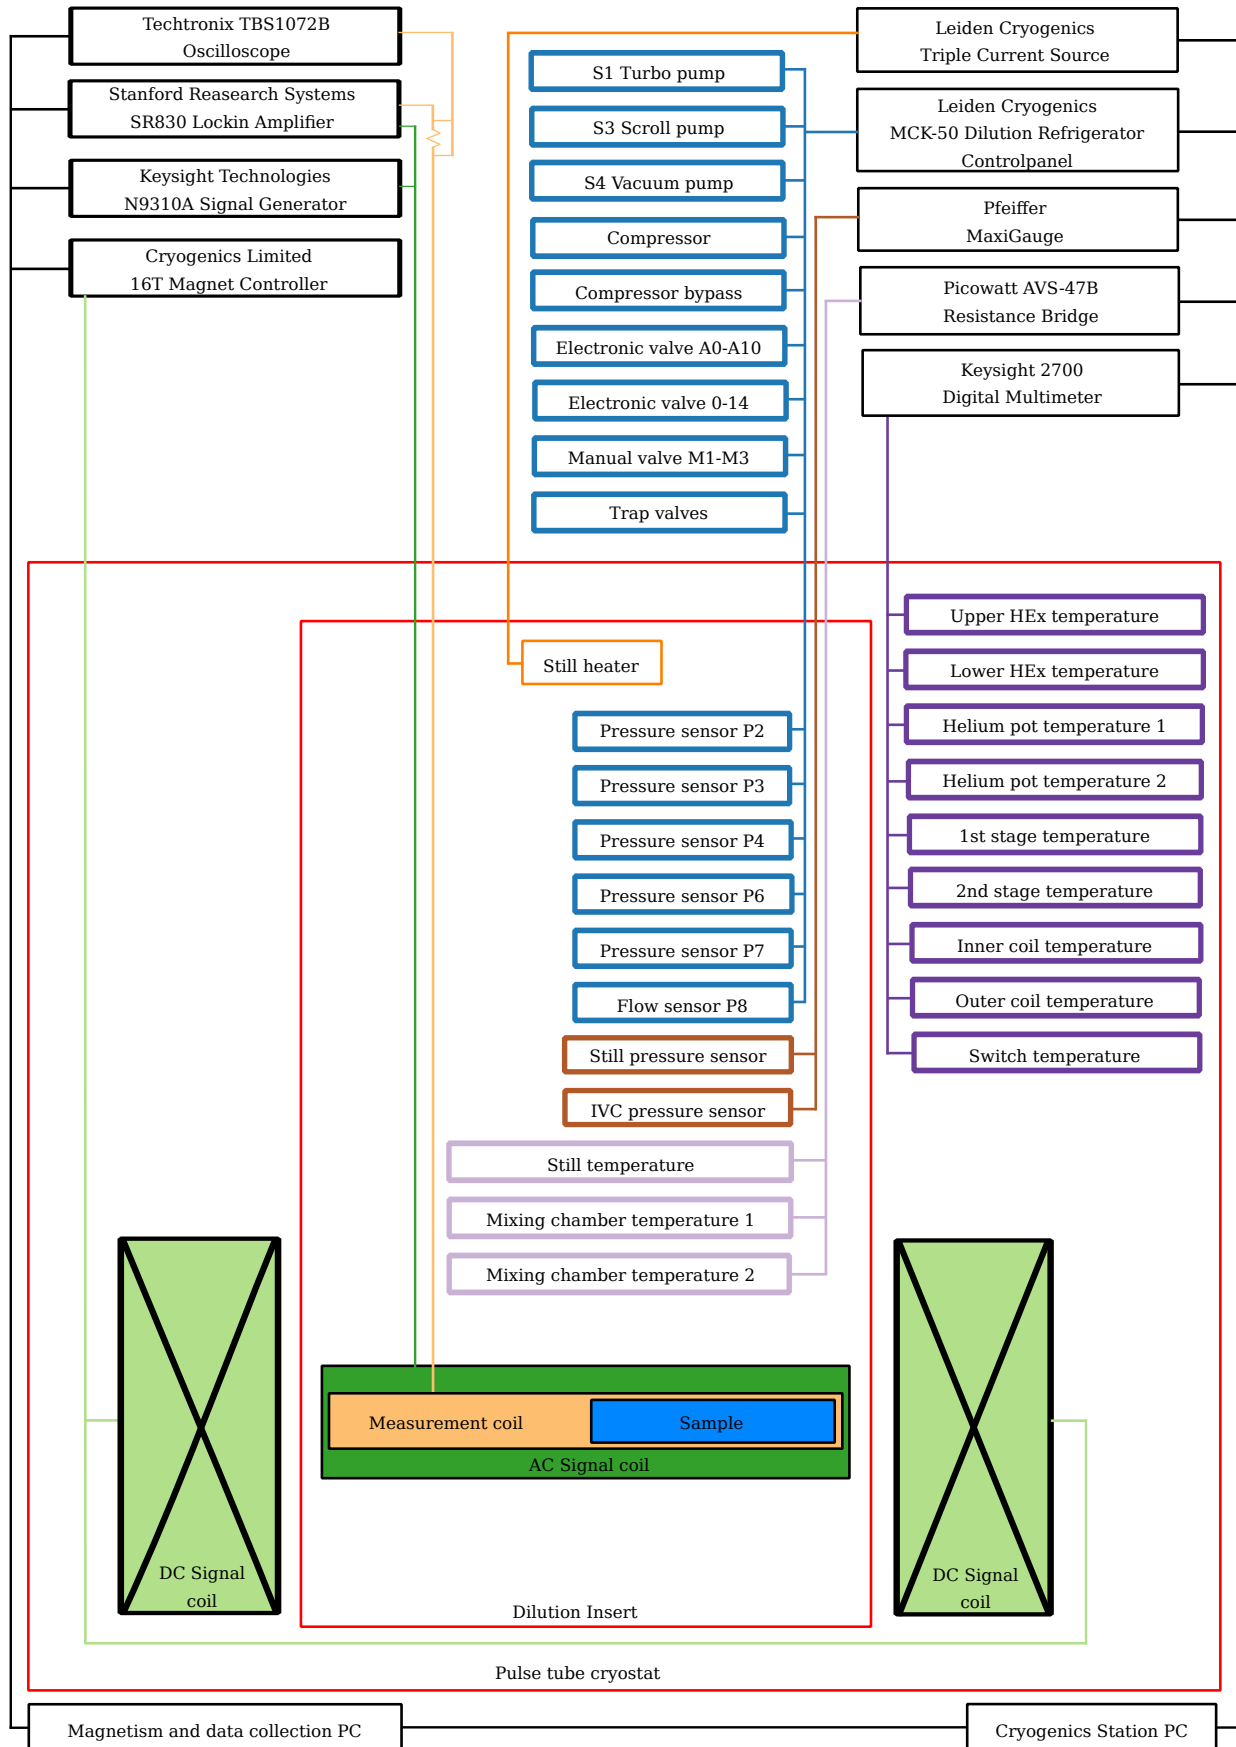 Techtronix TBS1072B
Oscilloscope
Stanford Reasearch Systems
SR830 Lockin Amplifier
Keysight Technologies
N9310A Signal Generator
Cryogenics Limited
16T Magnet Controller
S1 Turbo pump
S3 Scroll pump
S4 Vacuum pump
Compressor
Compressor bypass
Electronic valve A0-A10
Electronic valve 0-14
Manual valve M1-M3
Trap valves
Leiden Cryogenics
Triple Current Source
Leiden Cryogenics
MCK-50 Dilution Refrigerator
Controlpanel
Pfeiffer
MaxiGauge
Picowatt AVS-47B
Resistance Bridge
Keysight 2700
Digital Multimeter
Still heater
Pressure sensor P2
Pressure sensor P3
Pressure sensor P4
Pressure sensor P6
Pressure sensor P7
Flow sensor P8
Still pressure sensor
IVC pressure sensor
Still temperature
Mixing chamber temperature 1
Mixing chamber temperature 2
Upper HEx temperature
Lower HEx temperature
Helium pot temperature 1
Helium pot temperature 2
1st stage temperature
2nd stage temperature
Inner coil temperature
Outer coil temperature
Switch temperature
Measurement coil
Sample
AC Signal coil
DC Signal
coil
DC Signal
coil
Dilution Insert
Pulse tube cryostat
Magnetism and data collection PC
Cryogenics Station PC